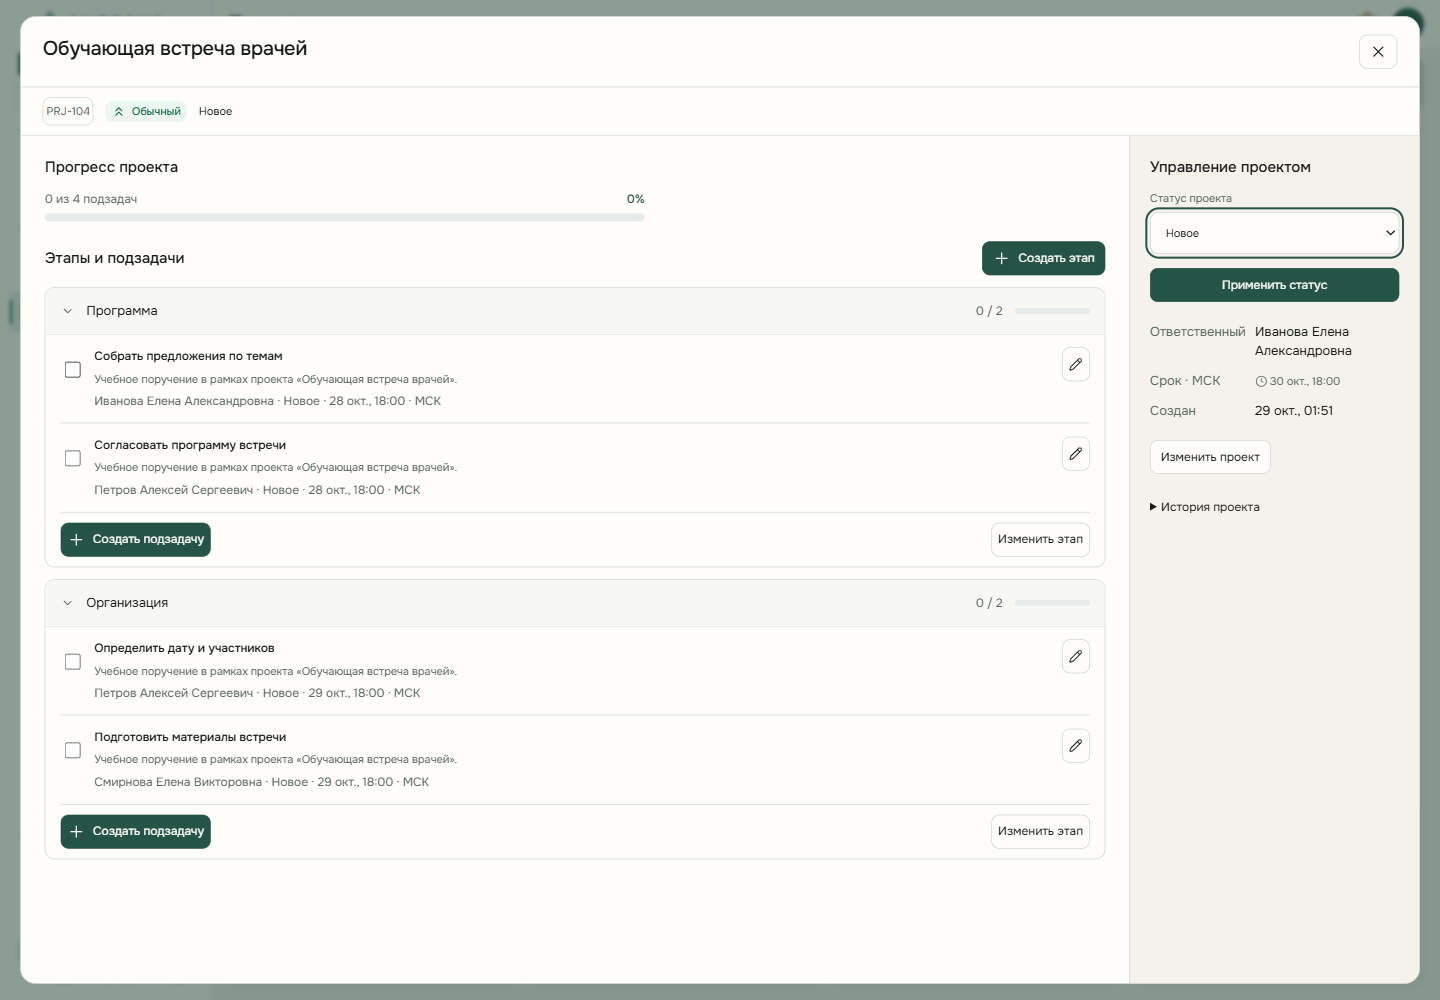 Обучающая встреча врачей
PRJ-104 Обычный Новое
Прогресс проекта
0 из 4 подзадач 0%
Этапы и подзадачи Создать этап
Программа 0 / 2
Собрать предложения по темам
Учебное поручение в рамках проекта «Обучающая встреча врачей».
Иванова Елена Александровна · Новое · 28 окт., 18:00 · МСК
Согласовать программу встречи
Учебное поручение в рамках проекта «Обучающая встреча врачей».
Петров Алексей Сергеевич · Новое · 28 окт., 18:00 · МСК
Создать подзадачу Изменить этап
Организация 0 / 2
Определить дату и участников
Учебное поручение в рамках проекта «Обучающая встреча врачей».
Петров Алексей Сергеевич · Новое · 29 окт., 18:00 · МСК
Подготовить материалы встречи
Учебное поручение в рамках проекта «Обучающая встреча врачей».
Смирнова Елена Викторовна · Новое · 29 окт., 18:00 · МСК
Создать подзадачу Изменить этап
Управление проектом
Статус проекта
Новое
Применить статус
Ответственный Иванова Елена
Александровна
Срок · МСК 30 окт., 18:00
Создан 29 окт., 01:51
Изменить проект
История проекта